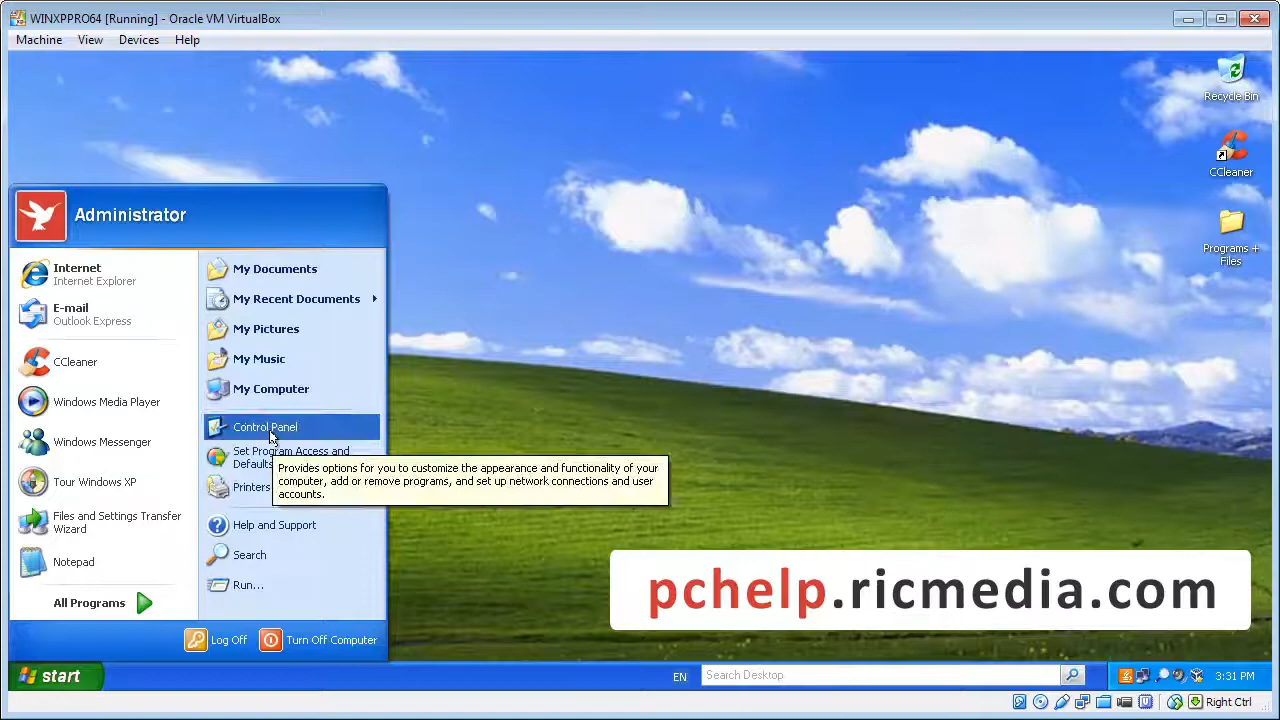 WINXPPRO64 [Running] - Oracle VM VirtualBox
Machine View Devices Help
Recycle Bin
CCleaner
Programs +
Files
Administrator
Internet
Internet Explorer
E-mail
Outlook Express
CCleaner
Windows Media Player
Windows Messenger
Tour Windows XP
Files and Settings Transfer
Wizard
Notepad
All Programs
My Documents
My Recent Documents
My Pictures
My Music
My Computer
Control Panel
Set Program Access and
Defaults
Printers
Provides options for you to customize the appearance and functionality of your
computer, add or remove programs, and set up network connections and user
accounts.
Help and Support
Search
Run...
Log Off Turn Off Computer
pchelp.ricmedia.com
start EN Search Desktop 3:31 PM
Right Ctrl